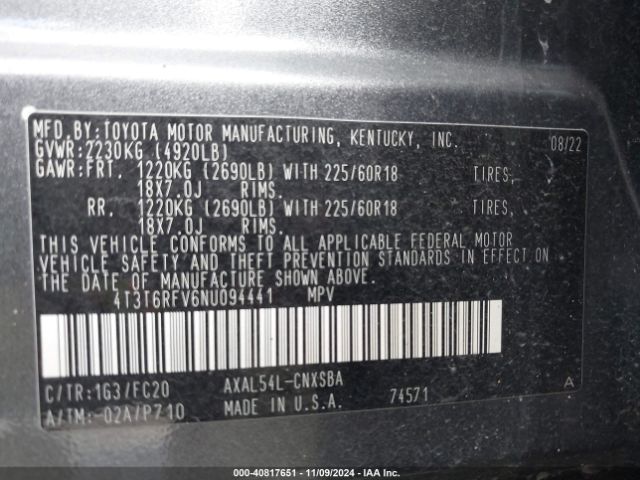 MFD.BY:TOYOTA MOTOR MANUFACTURING, KENTUCKY, INC. 08/22
GVWR:2230KG (4920LB)
GAWR:FRT. 1220KG (2690LB) WITH 225/60R18 TIRES,
18X7.0J RIMS.
RR. 1220KG (2690LB) WITH 225/60R18 TIRES,
18X7.0J RIMS.
THIS VEHICLE CONFORMS TO ALL APPLICABLE FEDERAL MOTOR
VEHICLE SAFETY AND THEFT PREVENTION STANDARDS IN EFFECT ON
THE DATE OF MANUFACTURE SHOWN ABOVE.
4T3T6RFV6NU094441 MPV
C/TR:1G3/FC20 AXAL54L-CNXSBA A
A/TM:-02A/P710 MADE IN U.S.A. 74571
000-40817651 - 11/09/2024 - IAA Inc.